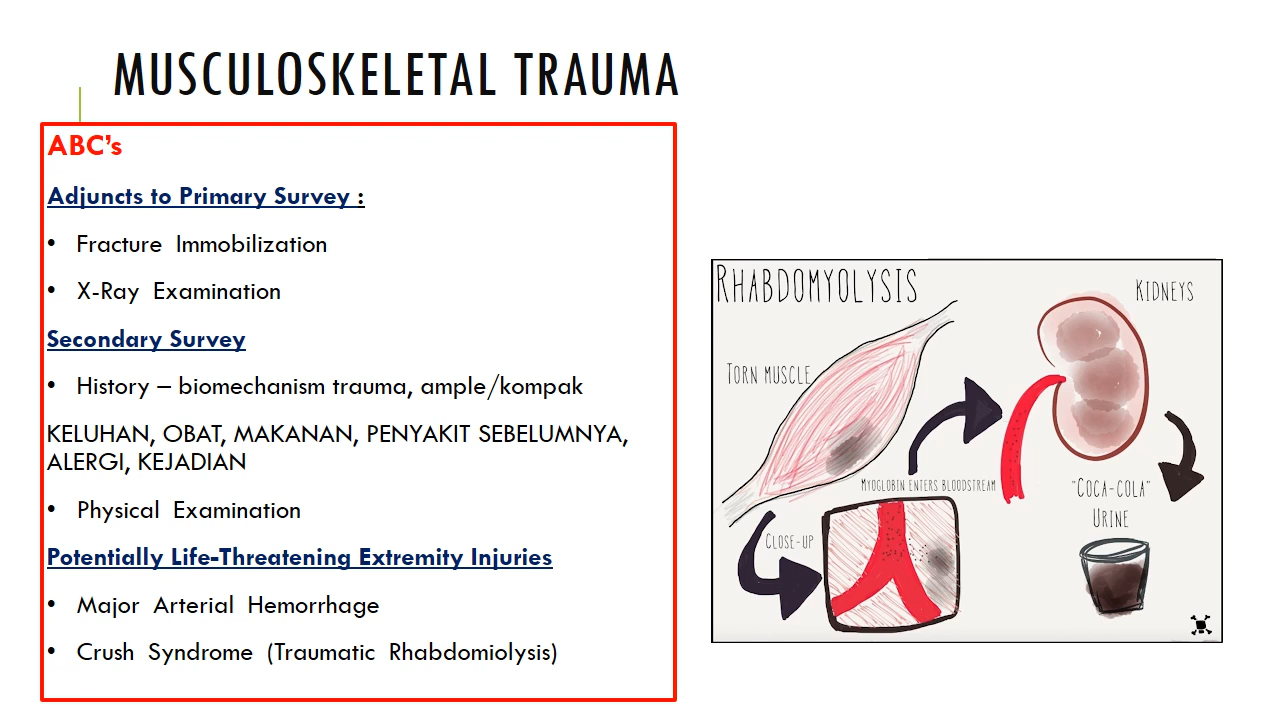 MUSCULOSKELETAL TRAUMA
ABC's
Adjuncts to Primary Survey :
• Fracture Immobilization
• X-Ray Examination
Secondary Survey
• History – biomechanism trauma, ample/kompak
KELUHAN, OBAT, MAKANAN, PENYAKIT SEBELUMNYA,
ALERGI, KEJADIAN
• Physical Examination
Potentially Life-Threatening Extremity Injuries
• Major Arterial Hemorrhage
• Crush Syndrome (Traumatic Rhabdomiolysis)
RHABDOMYOLYSIS
KIDNEYS
TORN MUSCLE
MYOGLOBIN ENTERS BLOODSTREAM
"COCA-COLA"
URINE
CLOSE-UP